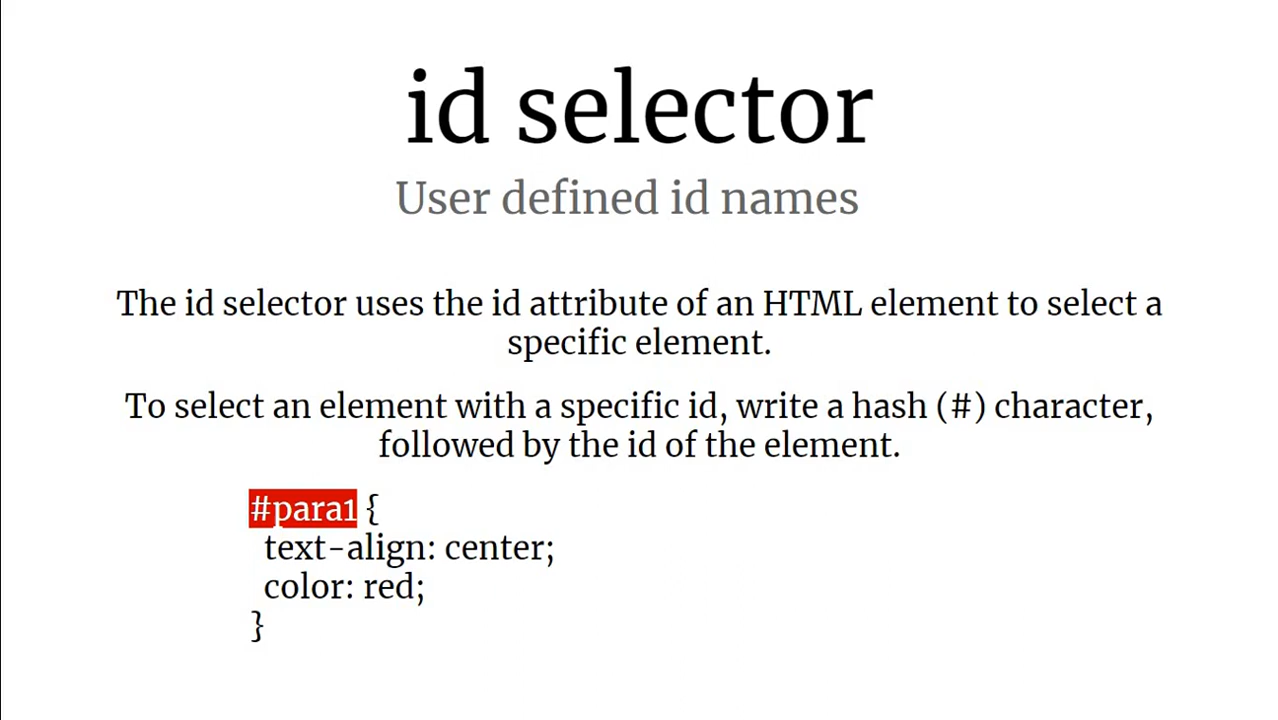 id selector
User defined id names
The id selector uses the id attribute of an HTML element to select a
specific element.
To select an element with a specific id, write a hash (#) character,
followed by the id of the element.
#para1 {
text-align: center;
color: red;
}